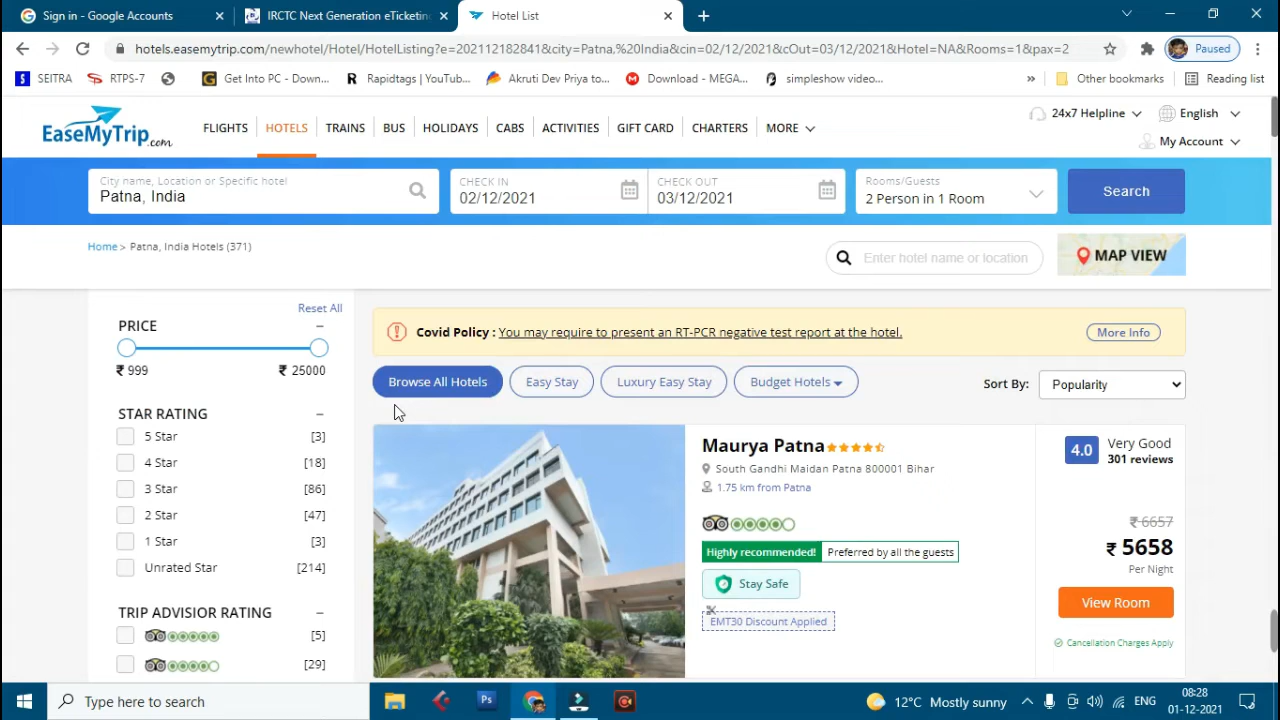 Sign in - Google Accounts
IRCTC Next Generation eTicketing
Hotel List
hotels.easemytrip.com/newhotel/Hotel/HotelListing?e=202112182841&city=Patna,%20India&cin=02/12/2021&cOut=03/12/2021&Hotel=NA&Rooms=1&pax=2
Paused
SEITRA RTPS-7 Get Into PC - Down... Rapidtags | YouTub... Akruti Dev Priya to... Download - MEGA... simpleshow video... » Other bookmarks Reading list
EaseMyTrip.com
FLIGHTS HOTELS TRAINS BUS HOLIDAYS CABS ACTIVITIES GIFT CARD CHARTERS MORE
24x7 Helpline English
My Account
City name, Location or Specific hotel
Patna, India
CHECK IN
02/12/2021
CHECK OUT
03/12/2021
Rooms/Guests
2 Person in 1 Room
Search
Home > Patna, India Hotels (371)
Enter hotel name or location
MAP VIEW
Reset All
PRICE −
₹ 999 ₹ 25000
STAR RATING −
5 Star [3]
4 Star [18]
3 Star [86]
2 Star [47]
1 Star [3]
Unrated Star [214]
TRIP ADVISIOR RATING −
[5]
[29]
Covid Policy : You may require to present an RT-PCR negative test report at the hotel. More Info
Browse All Hotels Easy Stay Luxury Easy Stay Budget Hotels
Sort By: Popularity
Maurya Patna
South Gandhi Maidan Patna 800001 Bihar
1.75 km from Patna
Highly recommended! Preferred by all the guests
Stay Safe
EMT30 Discount Applied
4.0 Very Good
301 reviews
₹ 6657
₹ 5658
Per Night
View Room
Cancellation Charges Apply
Type here to search
Ps
12°C Mostly sunny
ENG
08:28
01-12-2021